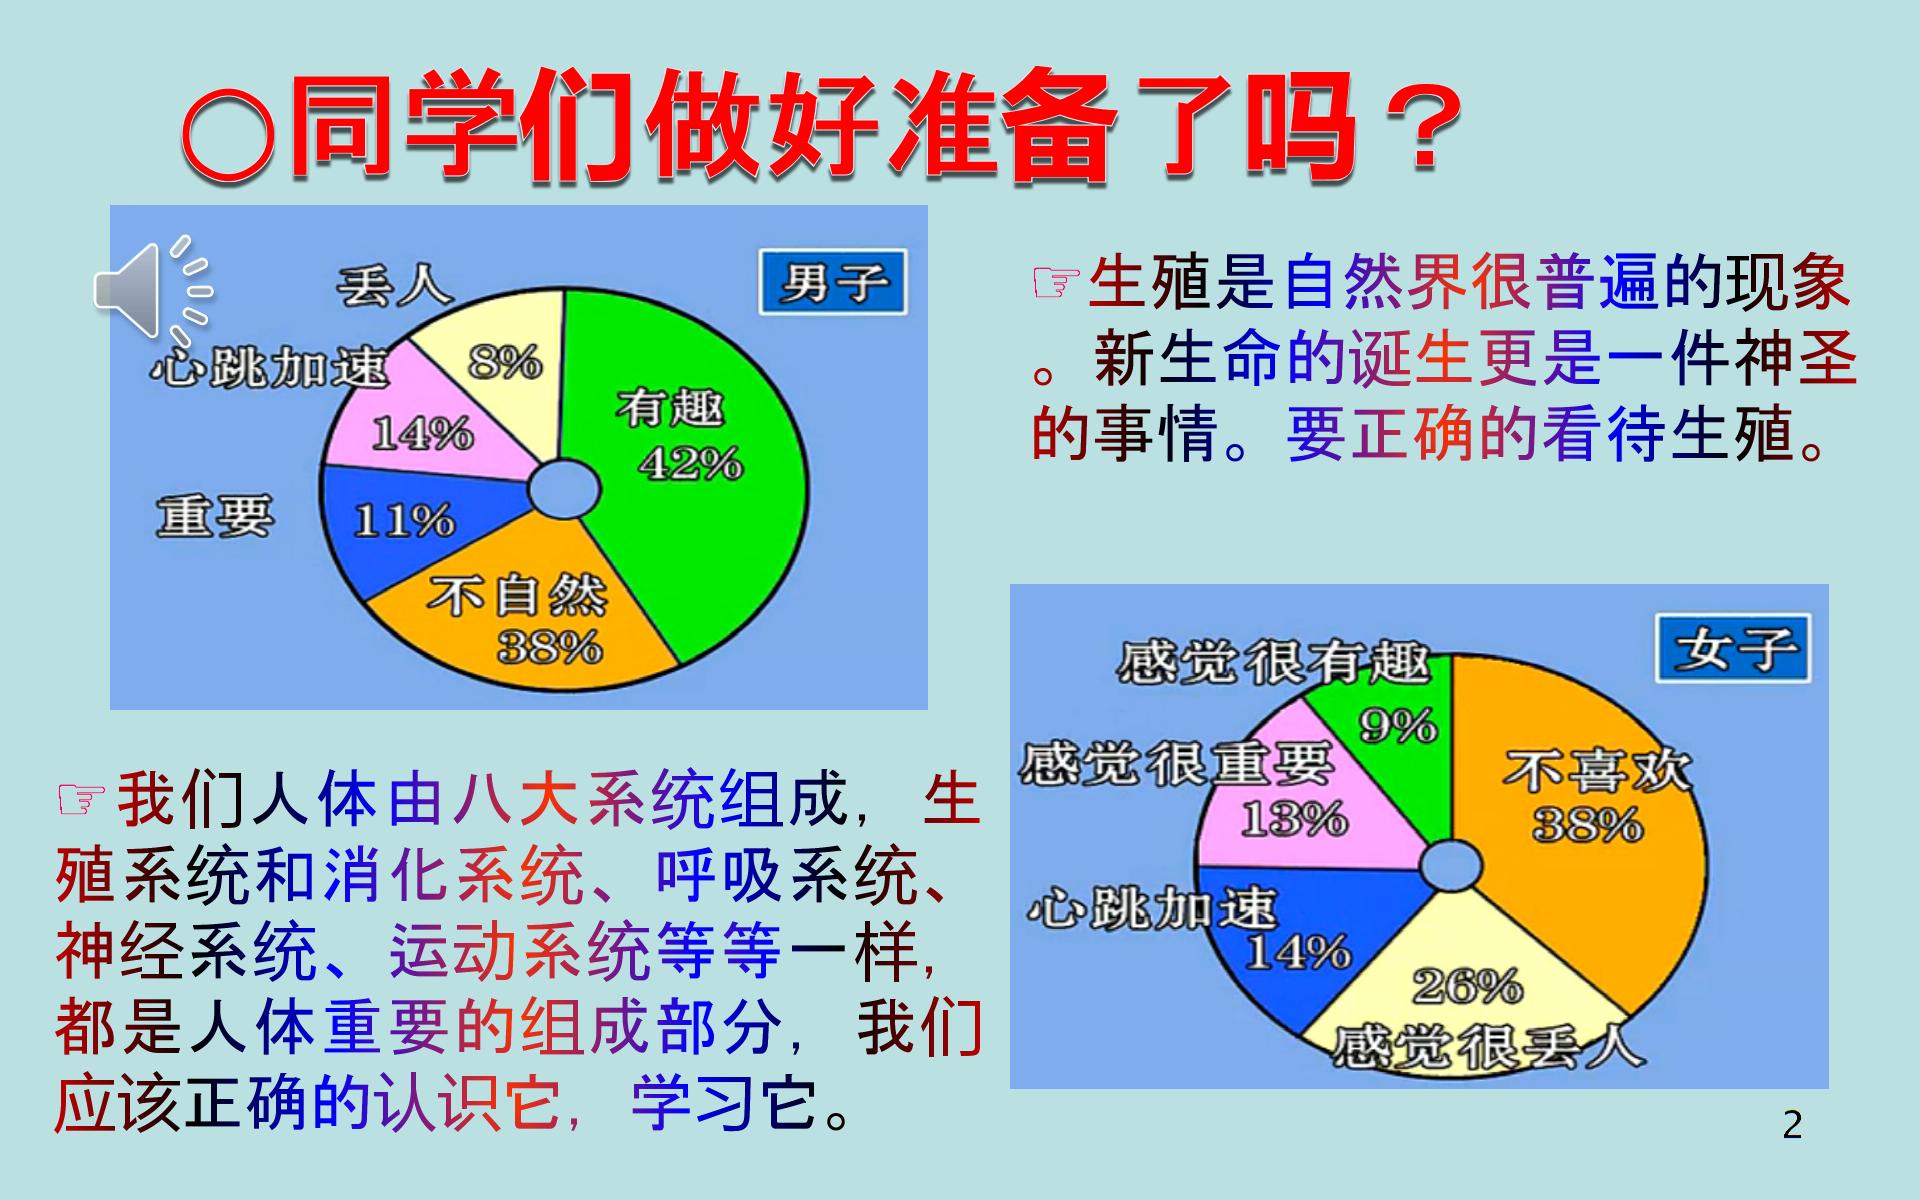 ○同学们做好准备了吗？
男子
丢人
8%
心跳加速
14%
有趣
42%
重要
11%
不自然
38%
☞生殖是自然界很普遍的现象
。新生命的诞生更是一件神圣
的事情。要正确的看待生殖。
☞我们人体由八大系统组成，生
殖系统和消化系统、呼吸系统、
神经系统、运动系统等等一样，
都是人体重要的组成部分，我们
应该正确的认识它，学习它。
女子
感觉很有趣
9%
感觉很重要
13%
不喜欢
38%
心跳加速
14%
26%
感觉很丢人
2